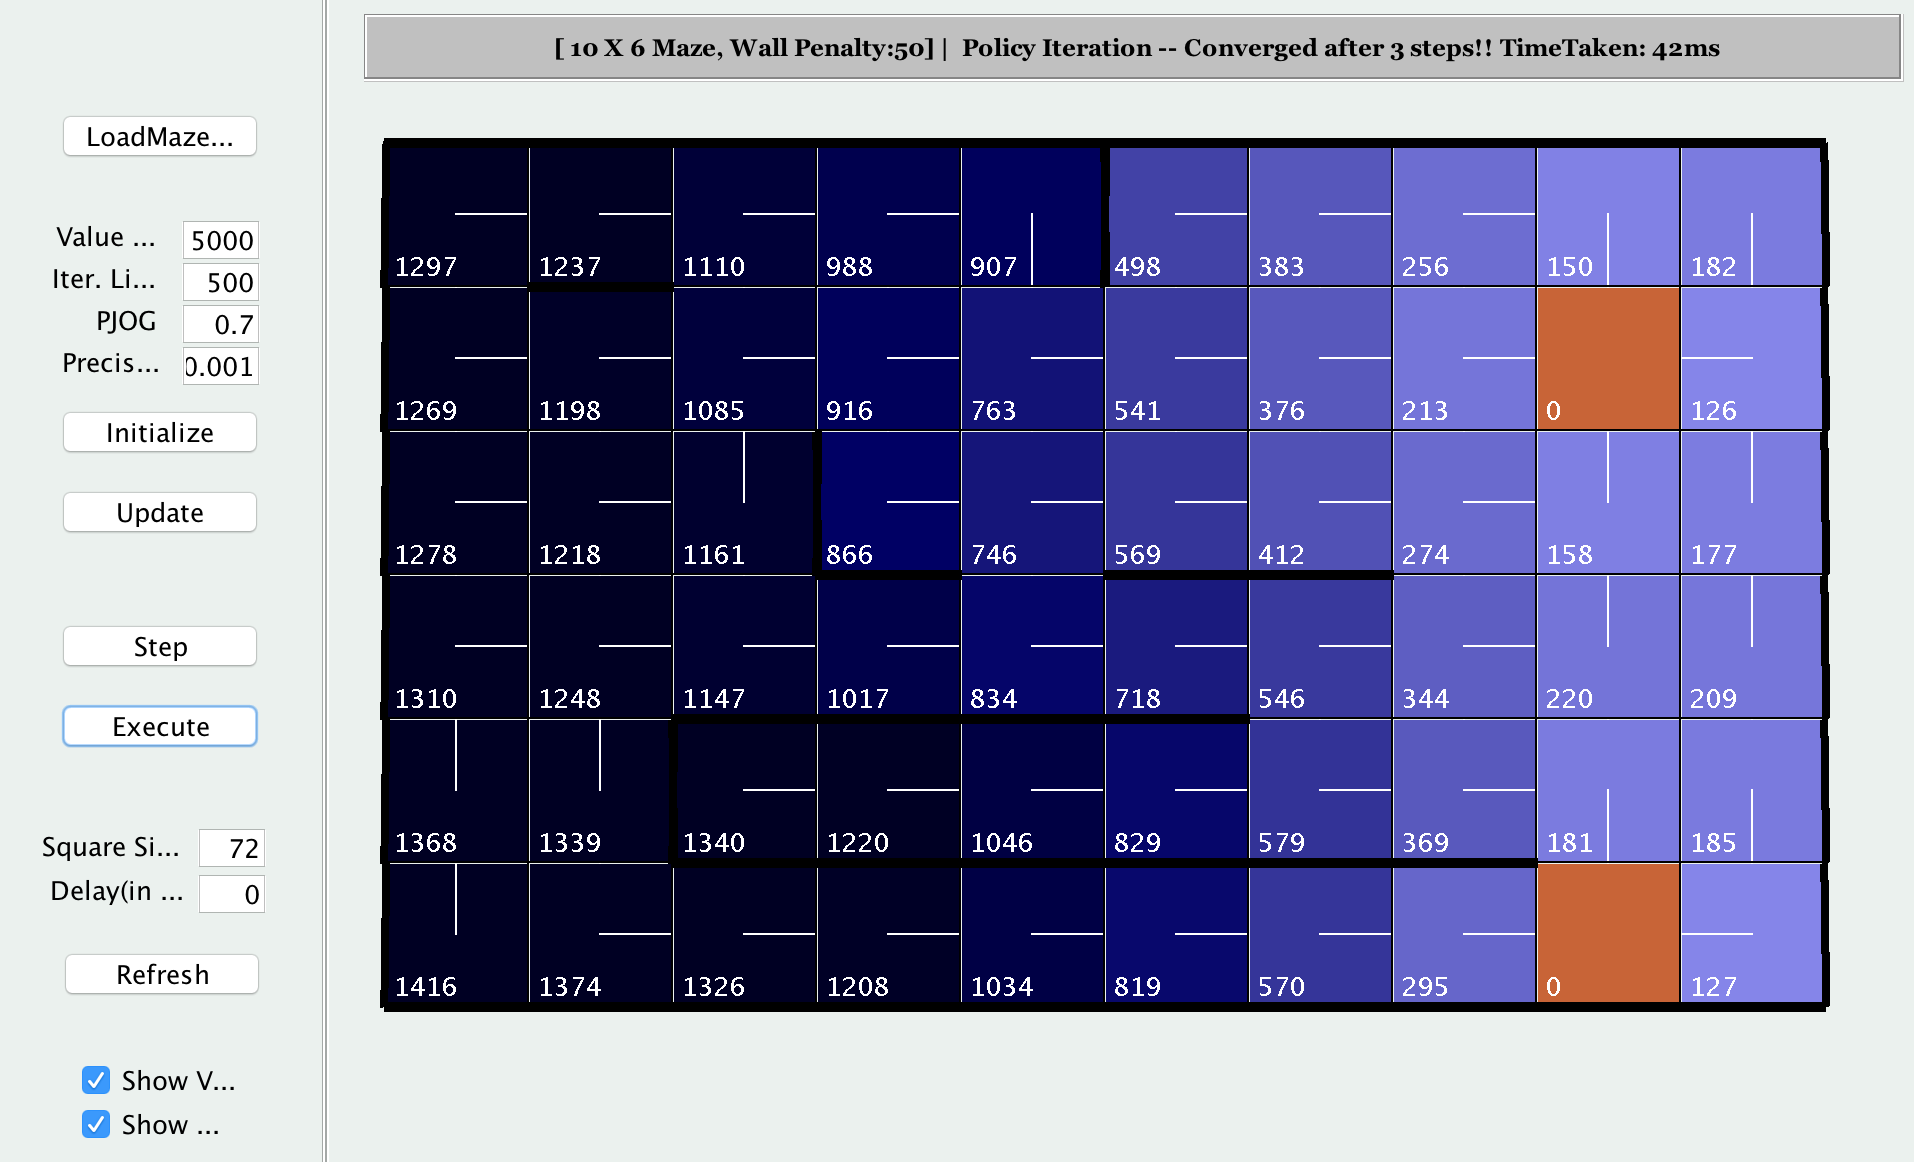 [ 10 X 6 Maze, Wall Penalty:50] | Policy Iteration -- Converged after 3 steps!! TimeTaken: 42ms
LoadMaze...
Value ... 5000
Iter. Li... 500
PJOG 0.7
Precis... 0.001
Initialize
Update
Step
Execute
Square Si... 72
Delay(in ... 0
Refresh
Show V...
Show ...
1297 1237 1110 988 907 498 383 256 150 182
1269 1198 1085 916 763 541 376 213 0 126
1278 1218 1161 866 746 569 412 274 158 177
1310 1248 1147 1017 834 718 546 344 220 209
1368 1339 1340 1220 1046 829 579 369 181 185
1416 1374 1326 1208 1034 819 570 295 0 127